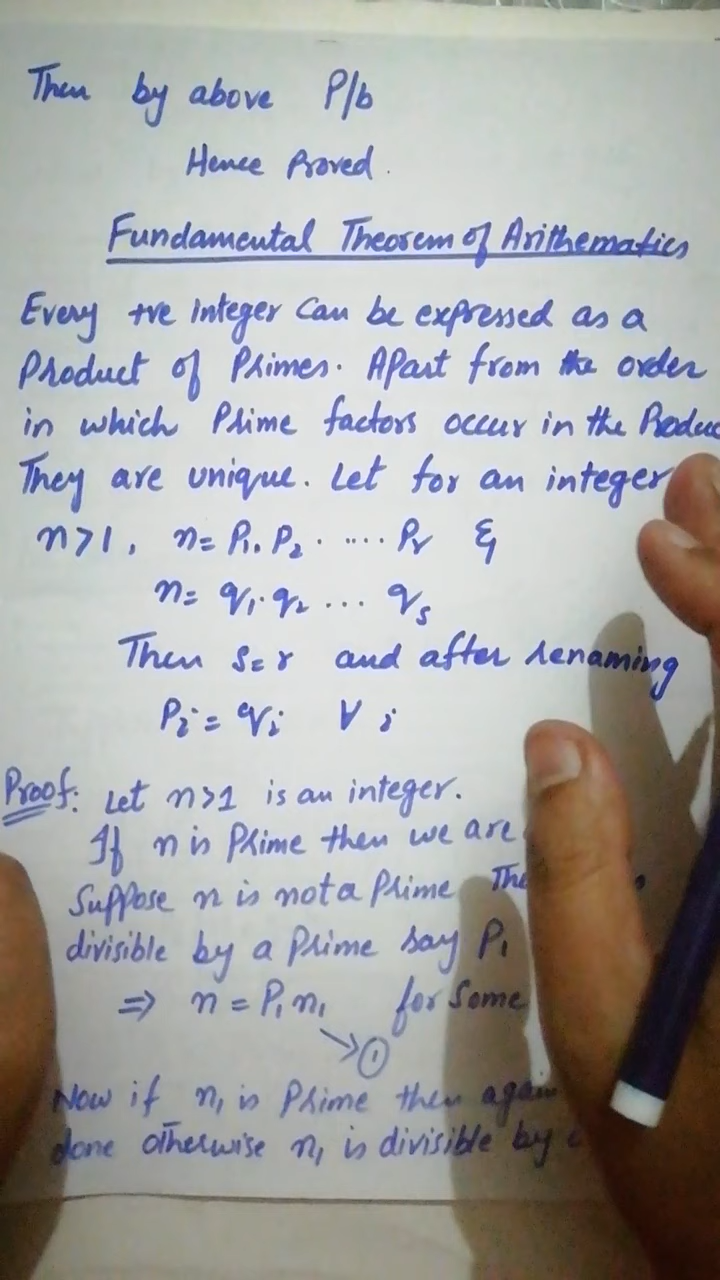 Then by above P/b
Hence Proved.
Fundamental Theorem of Arithematics
Every +ve integer Can be expressed as a
Product of Primes. Apart from the order
in which Prime factors occur in the
They are unique. Let for an integer
n>1, n= P₁. P₂ . .... Pr &
n= q₁.q₂ ... qs
Then s=r and after renaming
Pi = qi ∀ i
Proof: Let n>1 is an integer.
If n is Prime then we are
Suppose n is not a Prime
divisible by a Prime say P₁
⇒ n = P₁ n₁ for Some
→ ①
Now if n₁ is Prime then again
done otherwise n₁ is divisible by